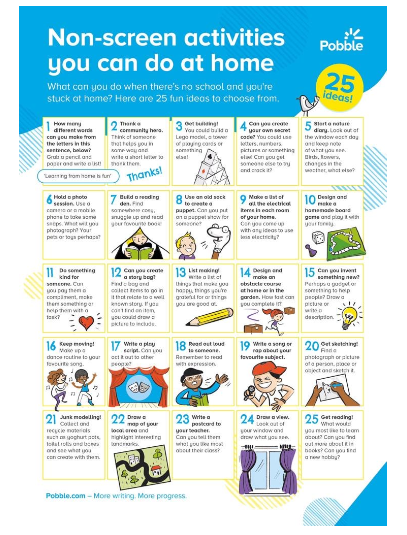 Non-screen activities
you can do at home
Pobble
What can you do when there's no school and you're
stuck at home? Here are 25 fun ideas to choose from.
25
ideas!
1 How many
different words
can you make from
the letters in this
sentence, below?
Grab a pencil and
paper and write a list!
'Learning from home is fun'
2 Thank a
community hero.
Think of someone
that helps you in
some way and
write a short letter to
thank them.
Thanks!
3 Get building!
You could build a
Lego model, a tower
of playing cards or
something
else!
4 Can you create
your own secret
code? You could use
letters, numbers,
pictures or something
else! Can you get
someone else to try
and crack it?
5 Start a nature
diary. Look out of
the window each day
and keep note
of what you see.
Birds, flowers,
changes in the
weather, what else?
6 Hold a photo
session. Use a
camera or a mobile
phone to take some
snaps. What will you
photograph? Your
pets or toys perhaps?
7 Build a reading
den. Find
somewhere cosy,
snuggle up and read
your favourite book!
8 Use an old sock
to create a
puppet. Can you put
on a puppet show for
someone?
9 Make a list of
all the electrical
items in each room
of your home.
Can you come up
with any ideas to use
less electricity?
10 Design and
make a
homemade board
game and play it with
your family.
11 Do something
kind for
someone. Can
you pay them a
compliment, make
them something or
help them with a
task?
12 Can you create
a story bag?
Find a bag and
collect items to go in
it that relate to a well
known story. If you
can't find an item,
you could draw a
picture to include.
13 List making!
Write a list of
things that make you
happy, things you're
grateful for or things
you are good at.
14 Design and
make an
obstacle course
at home or in the
garden. How fast can
you complete it?
15 Can you invent
something new?
Perhaps a gadget or
something to help
people? Draw a
picture or
write a
description.
16 Keep moving!
Make up a
dance routine to your
favourite song.
17 Write a play
script. Can you
act it out to other
people?
18 Read out loud
to someone.
Remember to read
with expression.
19 Write a song or
rap about your
favourite subject.
20 Get sketching!
Find a
photograph or picture
of a person, place or
object and sketch it.
21 Junk modelling!
Collect and
recycle materials
such as yoghurt pots,
toilet rolls and boxes
and see what you
can create with them.
22 Draw a
map of your
local area and
highlight interesting
landmarks.
23 Write a
postcard to
your teacher.
Can you tell them
what you like most
about their class?
24 Draw a view.
Look out of
your window and
draw what you see.
25 Get reading!
What would
you most like to learn
about? Can you find
out more about it in
books? Can you find
a new hobby?
Pobble.com – More writing. More progress.